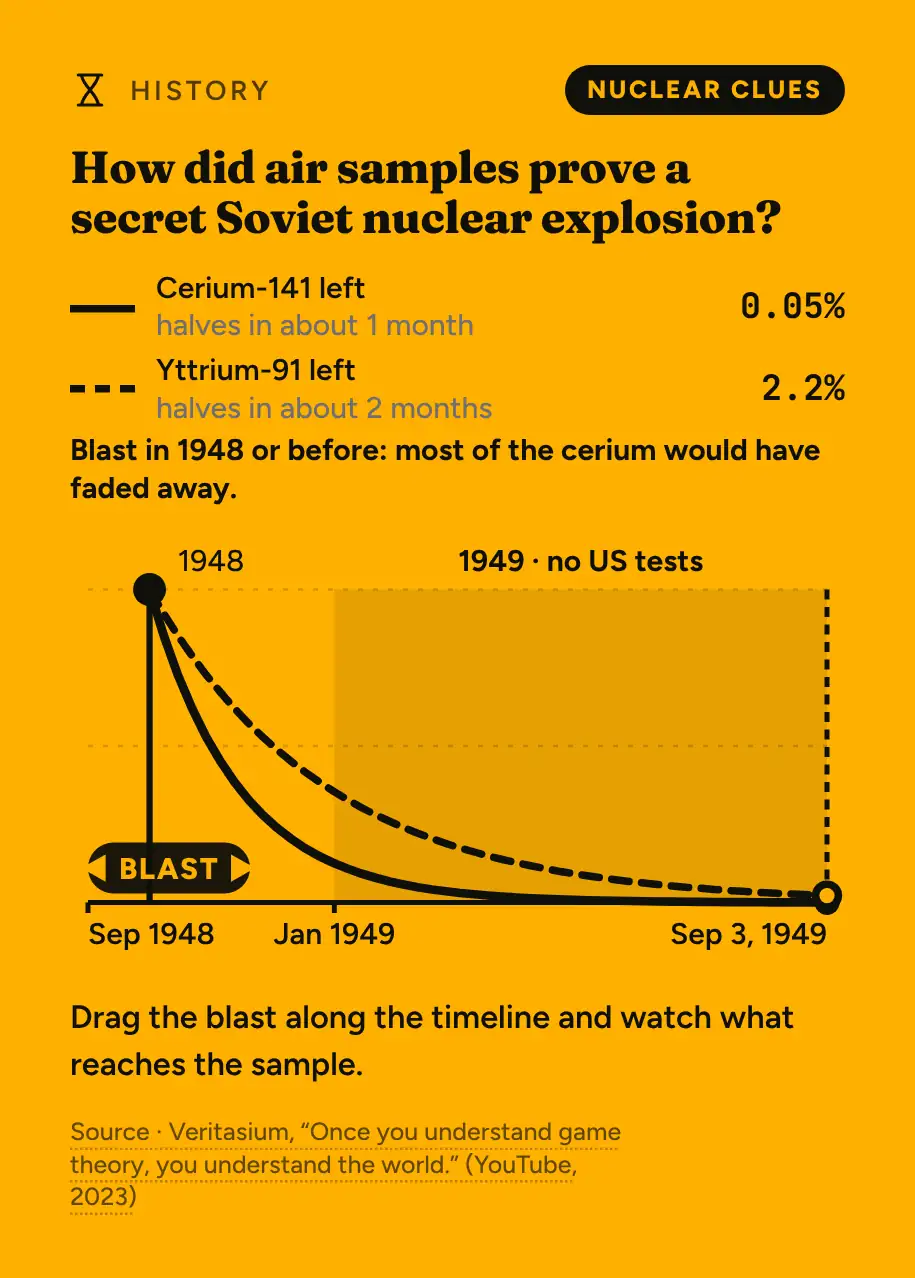 HISTORY
NUCLEAR CLUES
How did air samples prove a
secret Soviet nuclear explosion?
Cerium-141 left
halves in about 1 month
0.05%
Yttrium-91 left
halves in about 2 months
2.2%
Blast in 1948 or before: most of the cerium would have
faded away.
1948
1949 · no US tests
BLAST
Sep 1948
Jan 1949
Sep 3, 1949
Drag the blast along the timeline and watch what
reaches the sample.
Source · Veritasium, “Once you understand game
theory, you understand the world.” (YouTube,
2023)